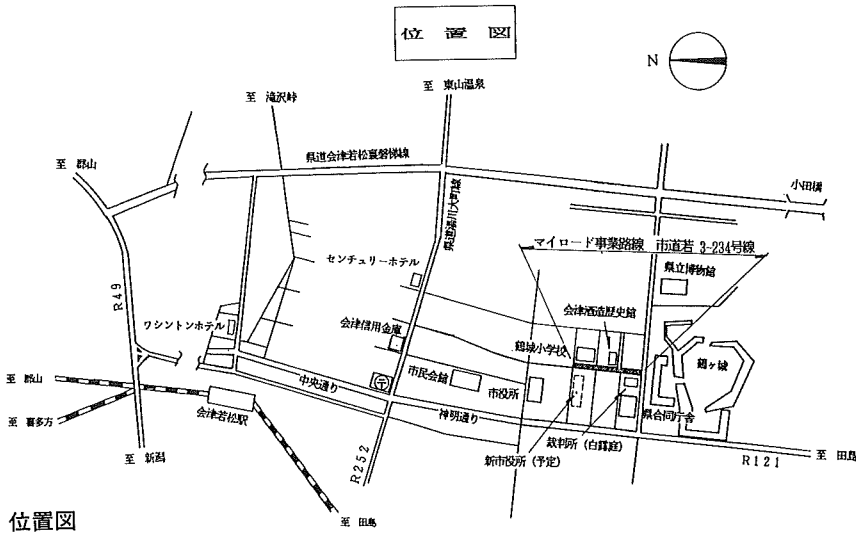 位置図
N
至 東山温泉
至 滝沢峠
県道会津若松裏磐梯線
至 郡山
小田橋
県道湯川大町線
マイロード事業路線 市道若 3-234号線
県立博物館
センチュリーホテル
R49
会津酒造歴史館
ワシントンホテル
会津信用金庫
鶴城小学校
鶴ヶ城
市民会館
市役所
至 郡山
中央通り
〒
神明通り
県合同庁舎
会津若松駅
至 喜多方
裁判所(白露庭)
新市役所(予定)
至 新潟
R252
R121
至 田島
至 田島
位置図